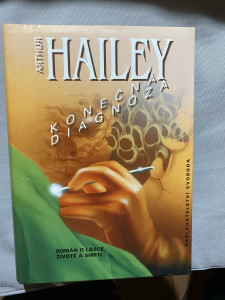 ARTHUR
HAILEY
KONEČNÁ
DIAGNÓZA
ROMÁN O LÁSCE,
ŽIVOTĚ A SMRTI
NAKLADATELSTVÍ SVOBODA